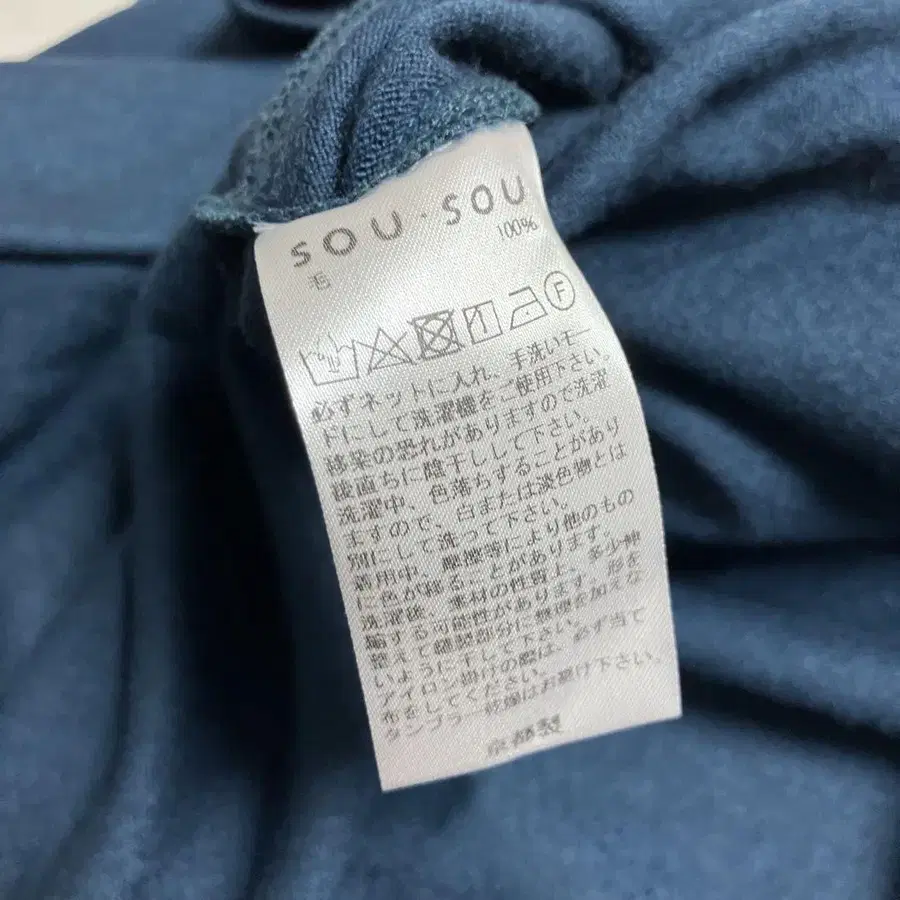 SOU・SOU
毛 100%
F
必ずネットに入れ、手洗いモー
ドにして洗濯機をご使用下さい。
移染の恐れがありますので洗濯
後直ちに陰干しして下さい。
洗濯中、色落ちすることがあり
ますので、白または淡色物とは
別にして洗って下さい。
着用中、摩擦等により他のもの
に色が移ることがあります。
洗濯後、素材の性質上、多少伸
縮する可能性があります。形を
整えて縫製部分に無理を加えな
いように干して下さい。
アイロン掛けの際は、必ず当て
布をしてください。
タンブラー乾燥はお避け下さい。
京都製